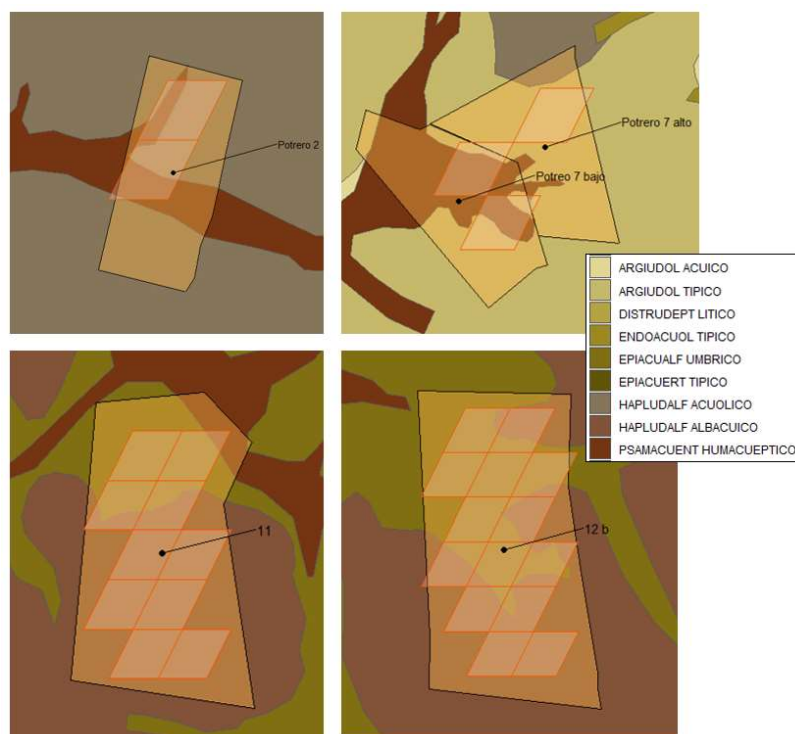 Potrero 2
Potrero 7 alto
Potreo 7 bajo
ARGIUDOL ACUICO
ARGIUDOL TIPICO
DISTRUDEPT LITICO
ENDOACUOL TIPICO
EPIACUALF UMBRICO
EPIACUERT TIPICO
HAPLUDALF ACUOLICO
HAPLUDALF ALBACUICO
PSAMACUENT HUMACUEPTICO
11
12 b